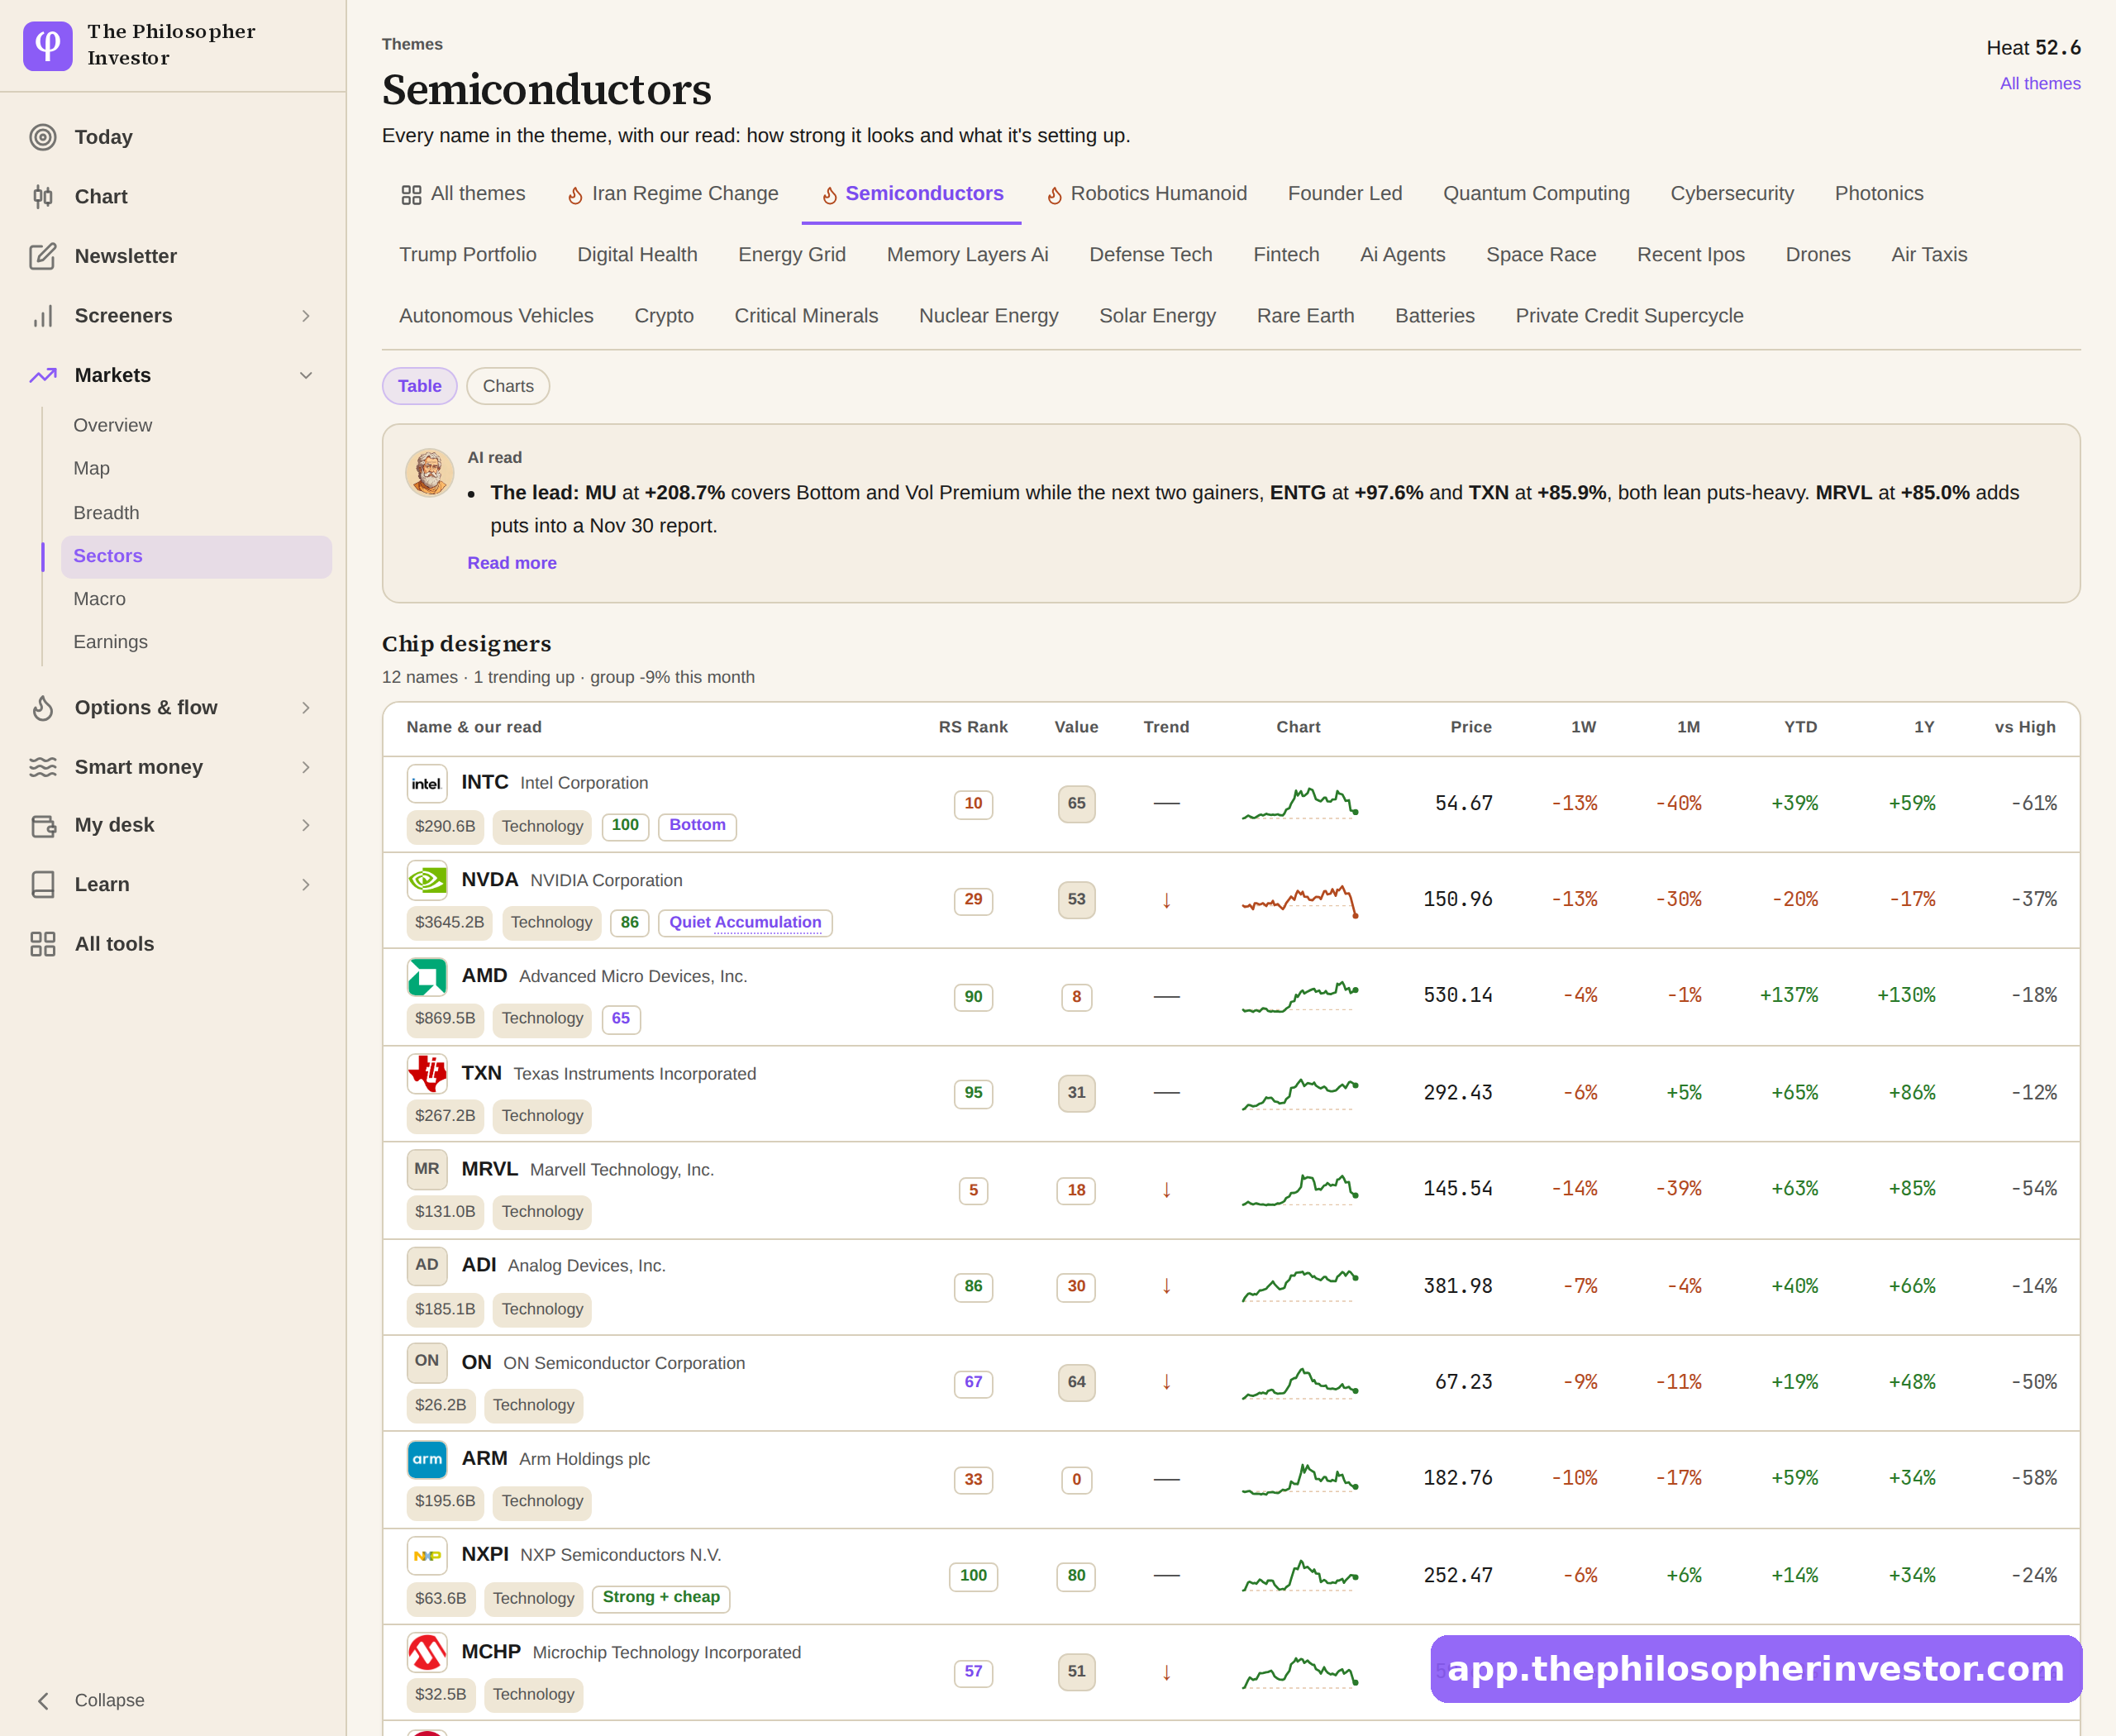 φ The Philosopher
Investor
Today
Chart
Newsletter
Screeners
Markets
Overview
Map
Breadth
Sectors
Macro
Earnings
Options & flow
Smart money
My desk
Learn
All tools
Collapse
Themes
Heat 52.6
Semiconductors
All themes
Every name in the theme, with our read: how strong it looks and what it's setting up.
All themes Iran Regime Change Semiconductors Robotics Humanoid Founder Led Quantum Computing Cybersecurity Photonics
Trump Portfolio Digital Health Energy Grid Memory Layers Ai Defense Tech Fintech Ai Agents Space Race Recent Ipos Drones Air Taxis
Autonomous Vehicles Crypto Critical Minerals Nuclear Energy Solar Energy Rare Earth Batteries Private Credit Supercycle
Table Charts
AI read
• The lead: MU at +208.7% covers Bottom and Vol Premium while the next two gainers, ENTG at +97.6% and TXN at +85.9%, both lean puts-heavy. MRVL at +85.0% adds
puts into a Nov 30 report.
Read more
Chip designers
12 names · 1 trending up · group -9% this month
Name & our read RS Rank Value Trend Chart Price 1W 1M YTD 1Y vs High
intel INTC Intel Corporation
10 65 — 54.67 -13% -40% +39% +59% -61%
$290.6B Technology 100 Bottom
NVDA NVIDIA Corporation
29 53 ↓ 150.96 -13% -30% -20% -17% -37%
$3645.2B Technology 86 Quiet Accumulation
AMD Advanced Micro Devices, Inc.
90 8 — 530.14 -4% -1% +137% +130% -18%
$869.5B Technology 65
TXN Texas Instruments Incorporated
95 31 — 292.43 -6% +5% +65% +86% -12%
$267.2B Technology
MR MRVL Marvell Technology, Inc.
5 18 ↓ 145.54 -14% -39% +63% +85% -54%
$131.0B Technology
AD ADI Analog Devices, Inc.
86 30 ↓ 381.98 -7% -4% +40% +66% -14%
$185.1B Technology
ON ON ON Semiconductor Corporation
67 64 ↓ 67.23 -9% -11% +19% +48% -50%
$26.2B Technology
arm ARM Arm Holdings plc
33 0 — 182.76 -10% -17% +59% +34% -58%
$195.6B Technology
NXP NXPI NXP Semiconductors N.V.
100 80 — 252.47 -6% +6% +14% +34% -24%
$63.6B Technology Strong + cheap
MCHP Microchip Technology Incorporated
57 51 ↓
$32.5B Technology
app.thephilosopherinvestor.com